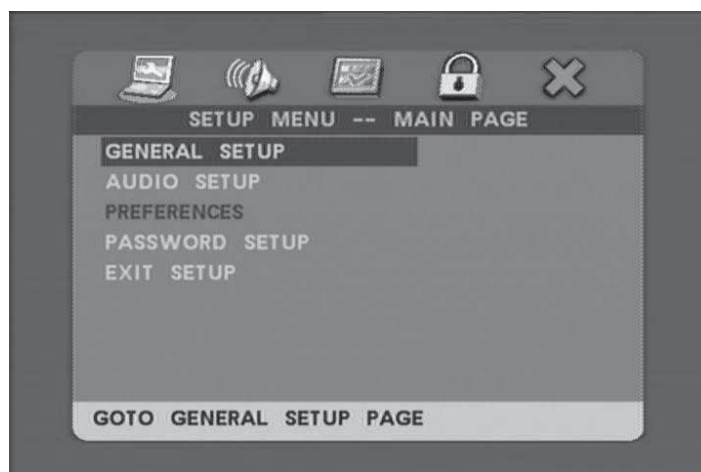 SETUP MENU -- MAIN PAGE
GENERAL SETUP
AUDIO SETUP
PREFERENCES
PASSWORD SETUP
EXIT SETUP
GOTO GENERAL SETUP PAGE